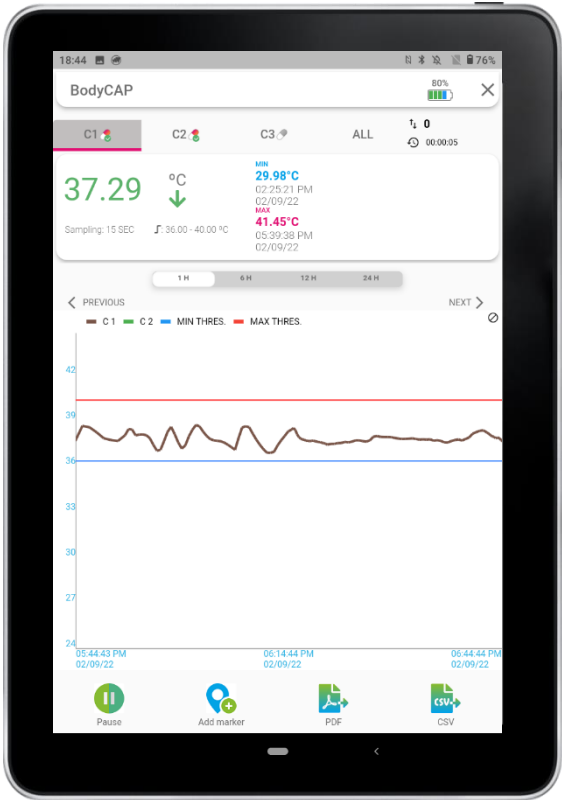 18:44
76%
BodyCAP
80%
C1
C2
C3
ALL
0
00:00:05
37.29 ºC
Sampling: 15 SEC
: 36.00 - 40.00 ºC
MIN
29.98°C
02:25:21 PM
02/09/22
MAX
41.45°C
05:39:38 PM
02/09/22
1 H
6 H
12 H
24 H
PREVIOUS
NEXT
C 1
C 2
MIN THRES.
MAX THRES.
42
39
36
33
30
27
24
05:44:43 PM
02/09/22
06:14:44 PM
02/09/22
06:44:44 PM
02/09/22
CSV
Pause
Add marker
PDF
CSV